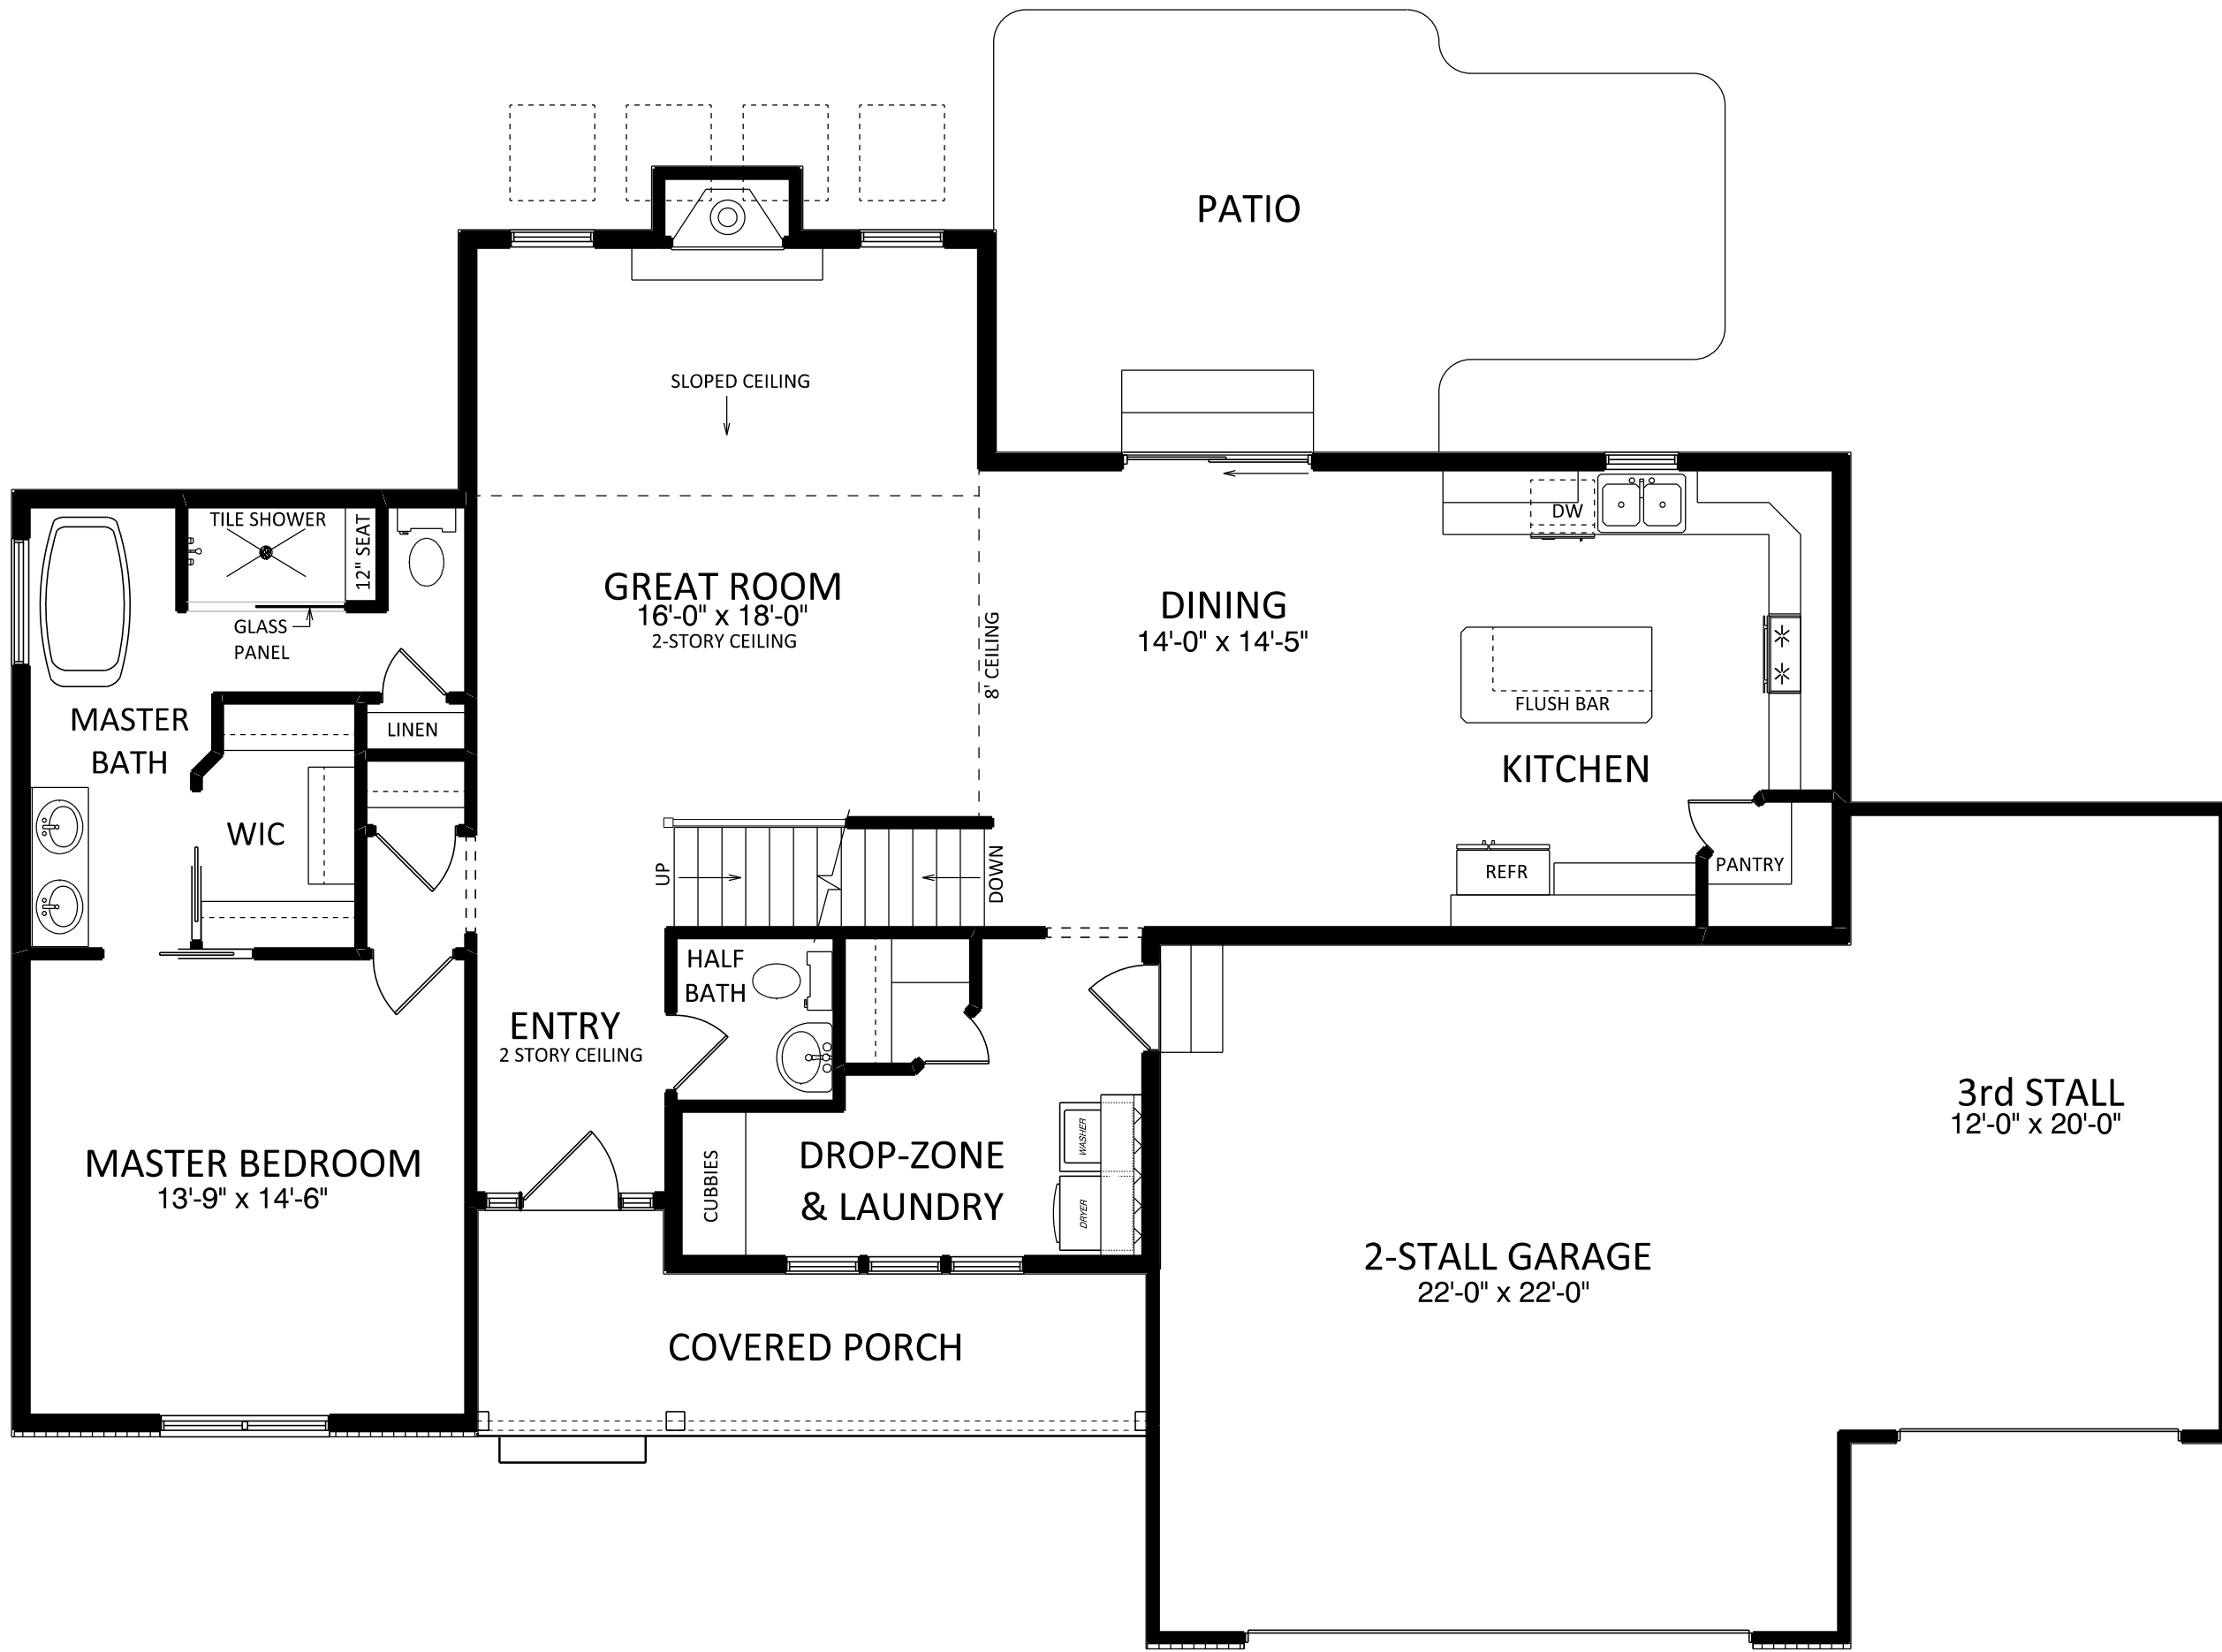 PATIO
SLOPED CEILING
TILE SHOWER
12" SEAT
DW
GREAT ROOM
16'-0" x 18'-0"
2-STORY CEILING
8' CEILING
DINING
14'-0" x 14'-5"
GLASS
PANEL
FLUSH BAR
MASTER
BATH
LINEN
KITCHEN
WIC
UP
DOWN
REFR
PANTRY
HALF
BATH
ENTRY
2 STORY CEILING
3rd STALL
12'-0" x 20'-0"
MASTER BEDROOM
13'-9" x 14'-6"
CUBBIES
DROP-ZONE
& LAUNDRY
WASHER
DRYER
2-STALL GARAGE
22'-0" x 22'-0"
COVERED PORCH